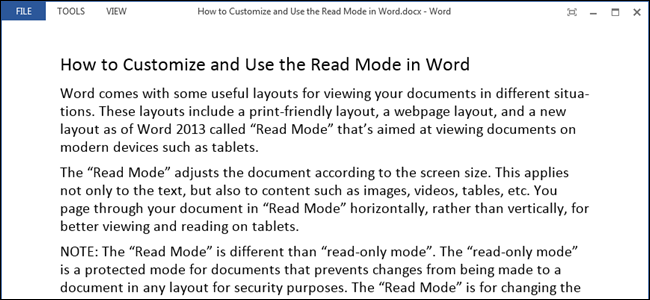 FILE TOOLS VIEW How to Customize and Use the Read Mode in Word.docx - Word
How to Customize and Use the Read Mode in Word
Word comes with some useful layouts for viewing your documents in different situa-
tions. These layouts include a print-friendly layout, a webpage layout, and a new
layout as of Word 2013 called “Read Mode” that’s aimed at viewing documents on
modern devices such as tablets.
The “Read Mode” adjusts the document according to the screen size. This applies
not only to the text, but also to content such as images, videos, tables, etc. You
page through your document in “Read Mode” horizontally, rather than vertically, for
better viewing and reading on tablets.
NOTE: The “Read Mode” is different than “read-only mode”. The “read-only mode”
is a protected mode for documents that prevents changes from being made to a
document in any layout for security purposes. The “Read Mode” is for changing the